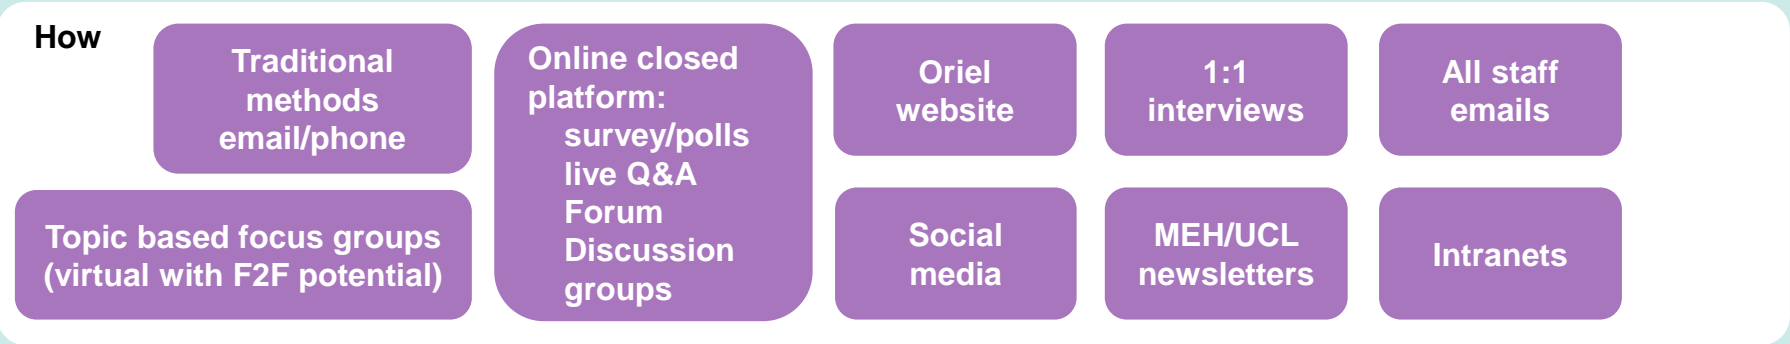 How
Traditional
methods
email/phone
Topic based focus groups
(virtual with F2F potential)
Online closed
platform:
survey/polls
live Q&A
Forum
Discussion
groups
Oriel
website
1:1
interviews
All staff
emails
Social
media
MEH/UCL
newsletters
Intranets